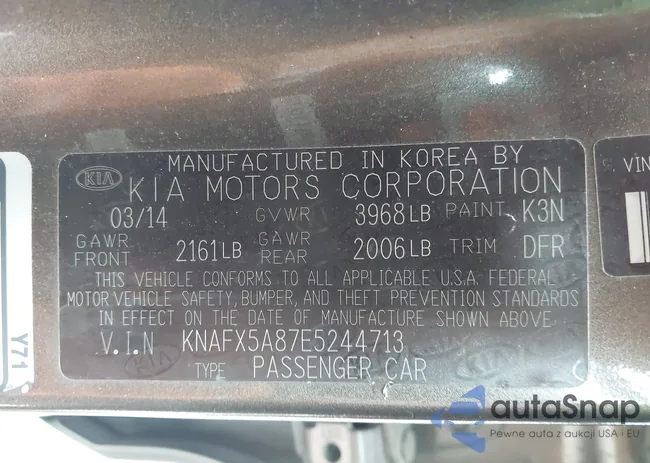 MANUFACTURED IN KOREA BY
KIA KIA MOTORS CORPORATION
03/14 GVWR 3968LB PAINT K3N
GAWR FRONT 2161LB GAWR REAR 2006LB TRIM DFR
THIS VEHICLE CONFORMS TO ALL APPLICABLE U.S.A. FEDERAL
MOTOR VEHICLE SAFETY, BUMPER, AND THEFT PREVENTION STANDARDS
IN EFFECT ON THE DATE OF MANUFACTURE SHOWN ABOVE.
V.I.N KNAFX5A87E5244713
TYPE PASSENGER CAR
Y71
VIN
autaSnap
Pewne auta z aukcji USA i EU